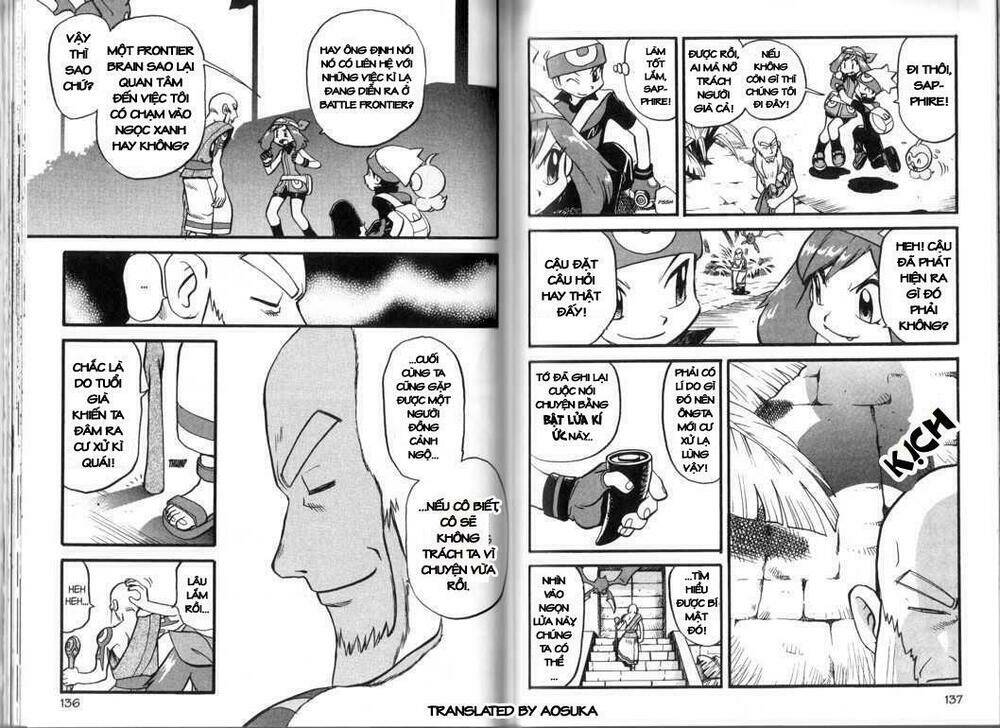 VẬY
THÌ
SAO
CHỨ?
MỘT FRONTIER
BRAIN SAO LẠI
QUAN TÂM
ĐẾN VIỆC TÔI
CÓ CHẠM VÀO
NGỌC XANH
HAY KHÔNG?
HAY ÔNG ĐỊNH NÓI
NÓ CÓ LIÊN HỆ VỚI
NHỮNG VIỆC KÌ LẠ
ĐANG DIỄN RA Ở
BATTLE FRONTIER?
...
CHẮC LÀ
DO TUỔI
GIÀ
KHIẾN TA
ĐÂM RA
CƯ XỬ KÌ
QUÁI!
THUMP
...CUỐI
CÙNG TA
CŨNG GẶP
ĐƯỢC MỘT
NGƯỜI
ĐỒNG
CẢNH
NGỘ...
...NẾU CÔ BIẾT,
CÔ SẼ
KHÔNG
TRÁCH TA VÌ
CHUYỆN VỪA
RỒI.
HEH
HEH...
LÂU
LẮM
RỒI...
136
LÀM
TỐT
LẮM,
SAP-
PHIRE!
PSSH
ĐƯỢC RỒI,
AI MÀ NỠ
TRÁCH
NGƯỜI
GIÀ CẢ!
NẾU
KHÔNG
CÒN GÌ THÌ
CHÚNG TÔI
ĐI ĐÂY!
ĐI THÔI,
SAP-
PHIRE!
CẬU ĐẶT
CÂU HỎI
HAY THẬT
ĐẤY!
HEH! CẬU
ĐÃ PHÁT
HIỆN RA
GÌ ĐÓ
PHẢI
KHÔNG?
TỚ ĐÃ GHI LẠI
CUỘC NÓI
CHUYỆN BẰNG
BẬT LỬA KÍ
ỨC NÀY...
PHẢI CÓ
LÍ DO GÌ
ĐÓ NÊN
ÔNG TA
MỚI CƯ
XỬ LẠ
LÙNG
VẬY!
KỊCH
NHÌN
VÀO
NGỌN
LỬA NÀY,
CHÚNG
TA CÓ
THỂ
...TÌM
HIỂU
ĐƯỢC BÍ
MẬT ĐÓ!
137
TRANSLATED BY AOSUKA